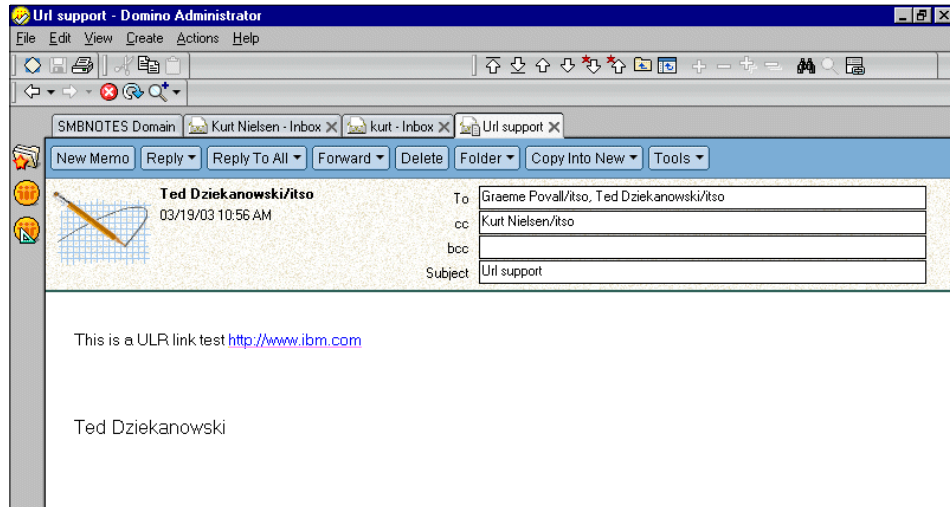 Url support - Domino Administrator
File Edit View Create Actions Help
SMBNOTES Domain Kurt Nielsen - Inbox kurt - Inbox Url support
New Memo Reply Reply To All Forward Delete Folder Copy Into New Tools
Ted Dziekanowski/itso
03/19/03 10:56 AM
To Graeme Povall/itso, Ted Dziekanowski/itso
cc Kurt Nielsen/itso
bcc
Subject Url support
This is a ULR link test http://www.ibm.com
Ted Dziekanowski